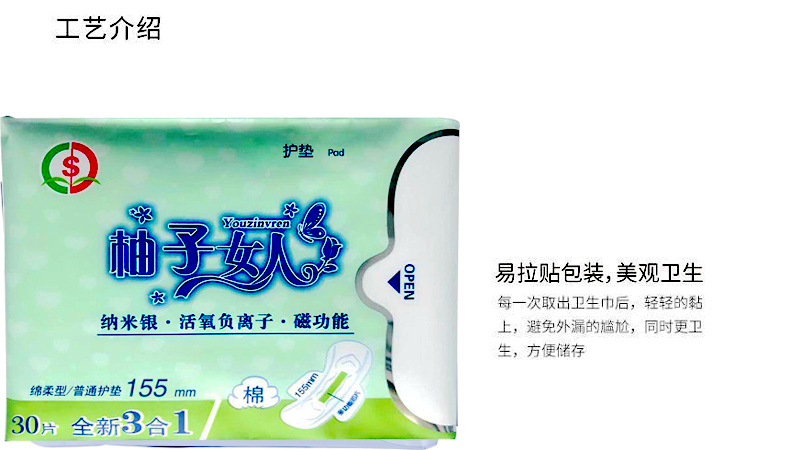 工艺介绍
护垫 Pad
Youzinvren
柚子女人
OPEN
纳米银·活氧负离子·磁功能
绵柔型/普通护垫 155 mm
棉
155mm
30片 全新3合1
易拉贴包装,美观卫生
每一次取出卫生巾后，轻轻的黏
上，避免外漏的尴尬，同时更卫
生，方便储存